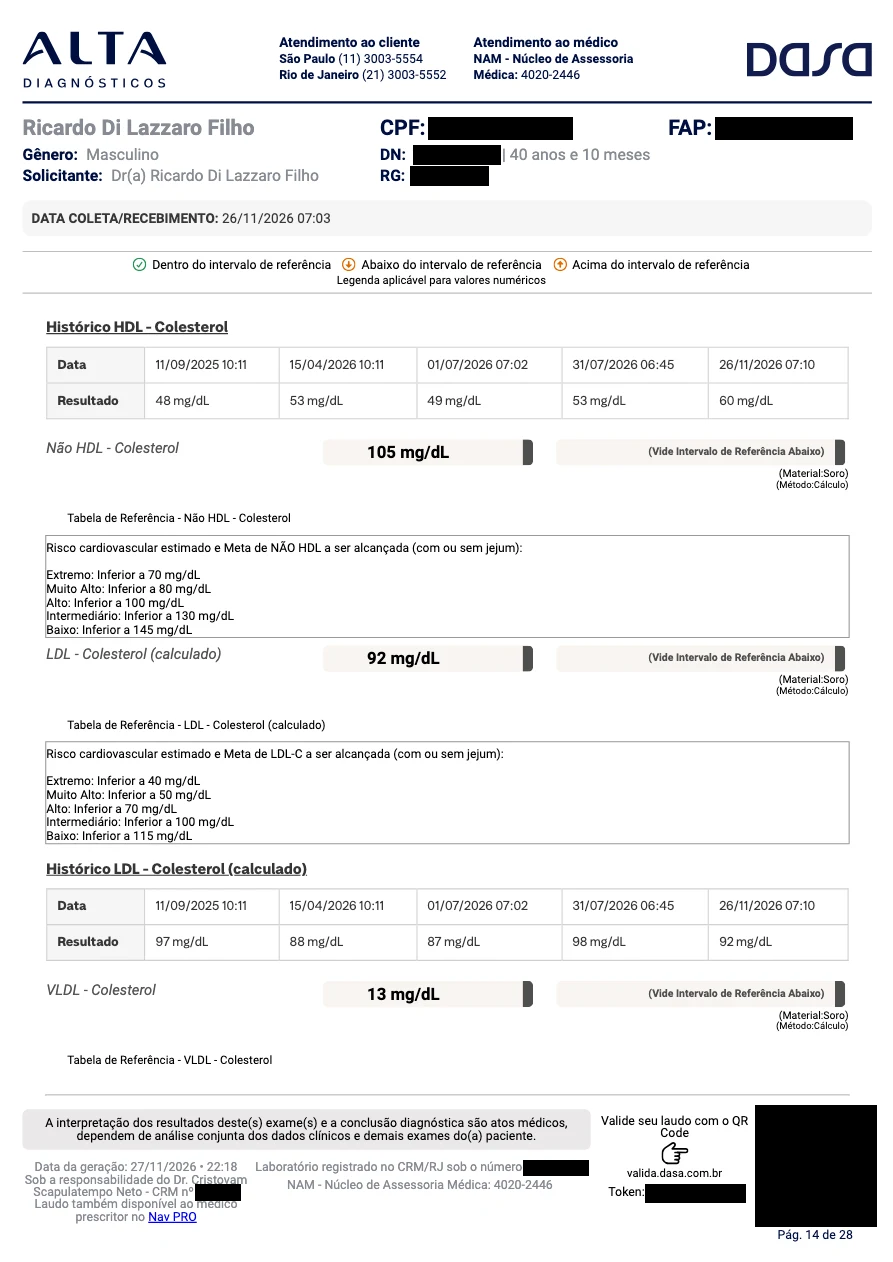 ALTA
DIAGNÓSTICOS
Atendimento ao cliente
São Paulo (11) 3003-5554
Rio de Janeiro (21) 3003-5552
Atendimento ao médico
NAM - Núcleo de Assessoria
Médica: 4020-2446
DASA
Ricardo Di Lazzaro Filho
CPF:
FAP:
Gênero: Masculino
DN: | 40 anos e 10 meses
Solicitante: Dr(a) Ricardo Di Lazzaro Filho
RG:
DATA COLETA/RECEBIMENTO: 26/11/2026 07:03
Dentro do intervalo de referência Abaixo do intervalo de referência Acima do intervalo de referência
Legenda aplicável para valores numéricos
Histórico HDL - Colesterol
Data 11/09/2025 10:11 15/04/2026 10:11 01/07/2026 07:02 31/07/2026 06:45 26/11/2026 07:10
Resultado 48 mg/dL 53 mg/dL 49 mg/dL 53 mg/dL 60 mg/dL
Não HDL - Colesterol 105 mg/dL (Vide Intervalo de Referência Abaixo)
(Material:Soro)
(Método:Cálculo)
Tabela de Referência - Não HDL - Colesterol
Risco cardiovascular estimado e Meta de NÃO HDL a ser alcançada (com ou sem jejum):
Extremo: Inferior a 70 mg/dL
Muito Alto: Inferior a 80 mg/dL
Alto: Inferior a 100 mg/dL
Intermediário: Inferior a 130 mg/dL
Baixo: Inferior a 145 mg/dL
LDL - Colesterol (calculado) 92 mg/dL (Vide Intervalo de Referência Abaixo)
(Material:Soro)
(Método:Cálculo)
Tabela de Referência - LDL - Colesterol (calculado)
Risco cardiovascular estimado e Meta de LDL-C a ser alcançada (com ou sem jejum):
Extremo: Inferior a 40 mg/dL
Muito Alto: Inferior a 50 mg/dL
Alto: Inferior a 70 mg/dL
Intermediário: Inferior a 100 mg/dL
Baixo: Inferior a 115 mg/dL
Histórico LDL - Colesterol (calculado)
Data 11/09/2025 10:11 15/04/2026 10:11 01/07/2026 07:02 31/07/2026 06:45 26/11/2026 07:10
Resultado 97 mg/dL 88 mg/dL 87 mg/dL 98 mg/dL 92 mg/dL
VLDL - Colesterol 13 mg/dL (Vide Intervalo de Referência Abaixo)
(Material:Soro)
(Método:Cálculo)
Tabela de Referência - VLDL - Colesterol
A interpretação dos resultados deste(s) exame(s) e a conclusão diagnóstica são atos médicos,
dependem de análise conjunta dos dados clínicos e demais exames do(a) paciente.
Data da geração: 27/11/2026 • 22:18
Sob a responsabilidade do Dr. Cristovam
Scapulatempo Neto - CRM nº
Laudo também disponível ao médico
prescritor no Nav PRO
Laboratório registrado no CRM/RJ sob o número
NAM - Núcleo de Assessoria Médica: 4020-2446
Valide seu laudo com o QR
Code
valida.dasa.com.br
Token:
Pág. 14 de 28